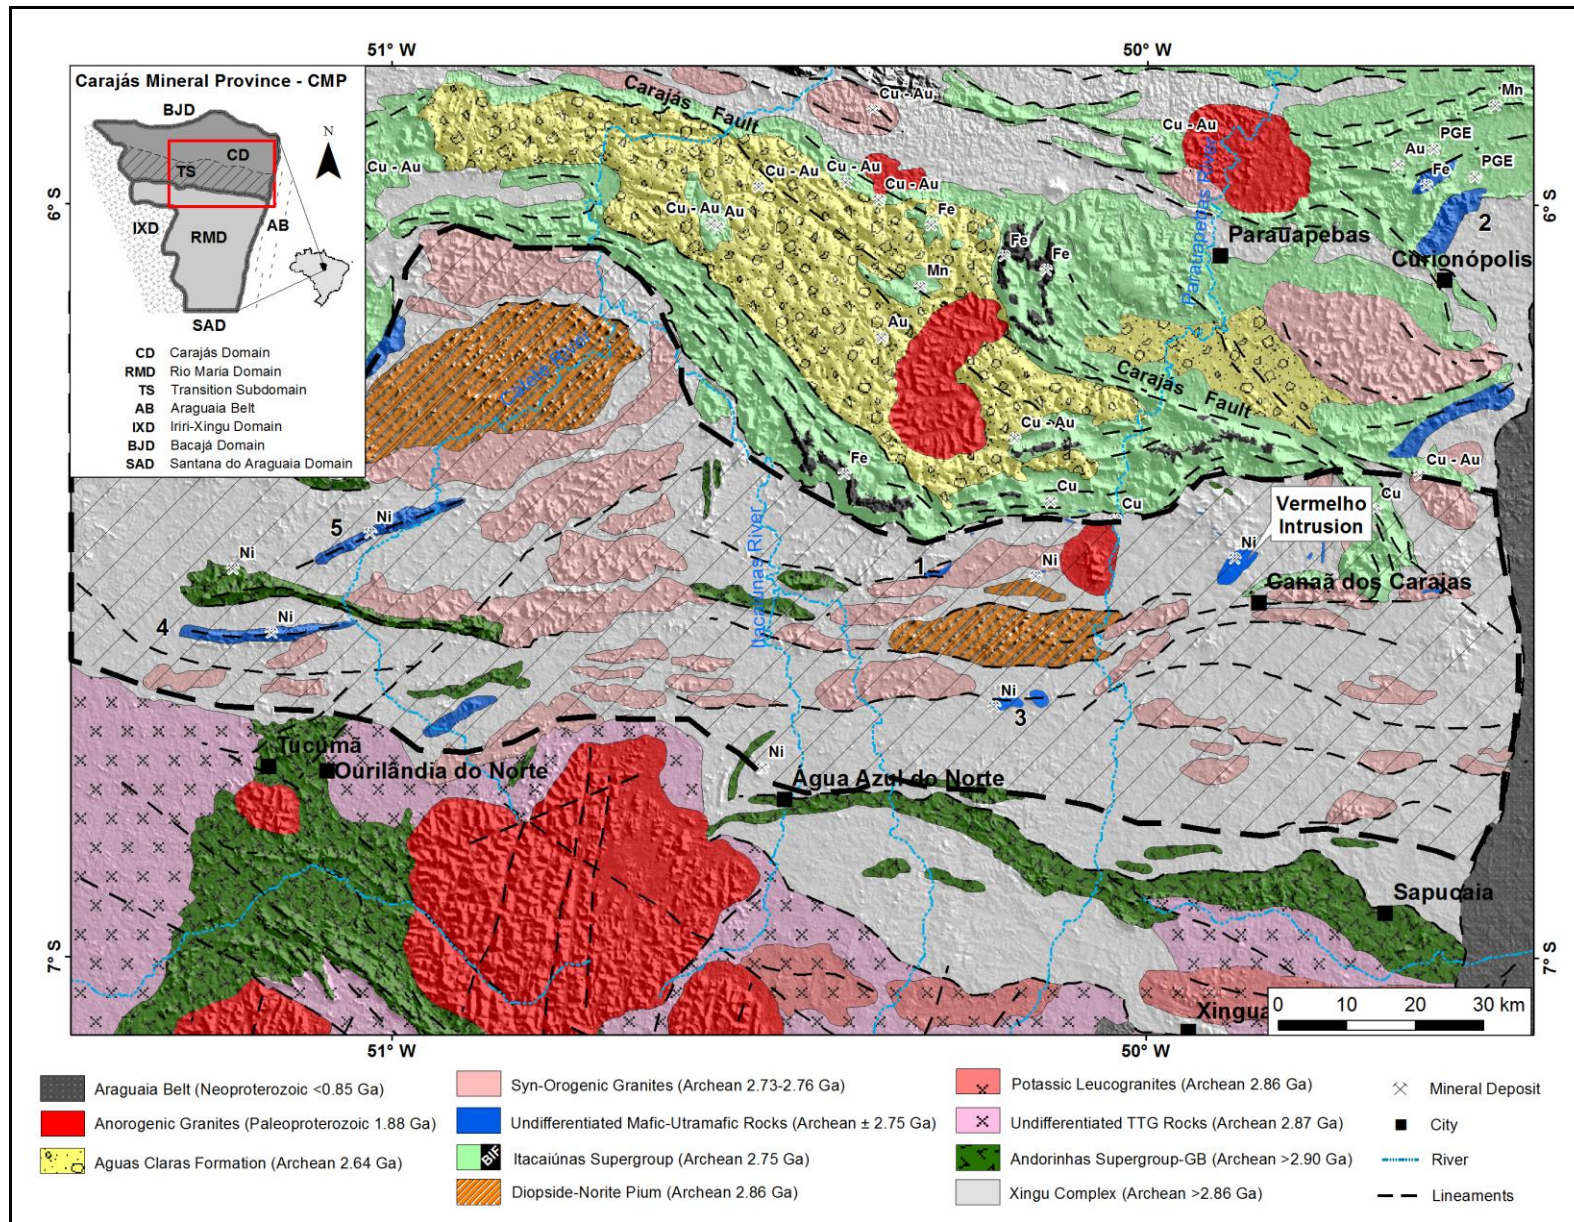 51° W
50° W
Carajás Mineral Province - CMP
BJD
N
CD
TS
IXD
RMD
AB
SAD
CD Carajás Domain
RMD Rio Maria Domain
TS Transition Subdomain
AB Araguaia Belt
IXD Iriri-Xingu Domain
BJD Bacajá Domain
SAD Santana do Araguaia Domain
Carajás Fault
Cu - Au
Mn
Cu - Au
PGE
Au
Fe
PGE
Cu - Au
Cu - Au
Cu - Au
Cu - Au
6° S
6° S
Cu - Au
Au
Fe
2
Parauapebas River
Parauapebas
Fe
Fe
Curionópolis
Mn
Au
Carajás Fault
Cu - Au
Fe
Cu - Au
Cu
Cu
Cu
Vermelho
Intrusion
Ni
5
Ni
Ni
1
Ni
Itacaiunas River
Canaã dos Carajas
4
Ni
Ni
3
Tucumã
Ourilândia do Norte
Ni
Agua Azul do Norte
Sapucaia
7° S
7° S
Xingua
0 10 20 30 km
51° W
50° W
Araguaia Belt (Neoproterozoic <0.85 Ga)
Anorogenic Granites (Paleoproterozoic 1.88 Ga)
Aguas Claras Formation (Archean 2.64 Ga)
Syn-Orogenic Granites (Archean 2.73-2.76 Ga)
Undifferentiated Mafic-Utramafic Rocks (Archean ± 2.75 Ga)
BIF Itacaiúnas Supergroup (Archean 2.75 Ga)
Diopside-Norite Pium (Archean 2.86 Ga)
Potassic Leucogranites (Archean 2.86 Ga)
Undifferentiated TTG Rocks (Archean 2.87 Ga)
Andorinhas Supergroup-GB (Archean >2.90 Ga)
Xingu Complex (Archean >2.86 Ga)
Mineral Deposit
City
River
Lineaments